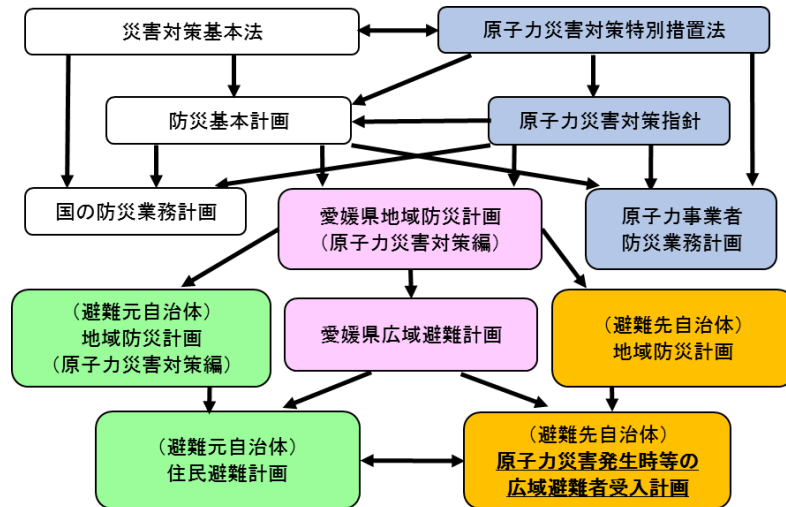 災害対策基本法
原子力災害対策特別措置法
防災基本計画
原子力災害対策指針
国の防災業務計画
愛媛県地域防災計画
（原子力災害対策編）
原子力事業者
防災業務計画
（避難元自治体）
地域防災計画
（原子力災害対策編）
愛媛県広域避難計画
（避難先自治体）
地域防災計画
（避難元自治体）
住民避難計画
（避難先自治体）
原子力災害発生時等の
広域避難者受入計画